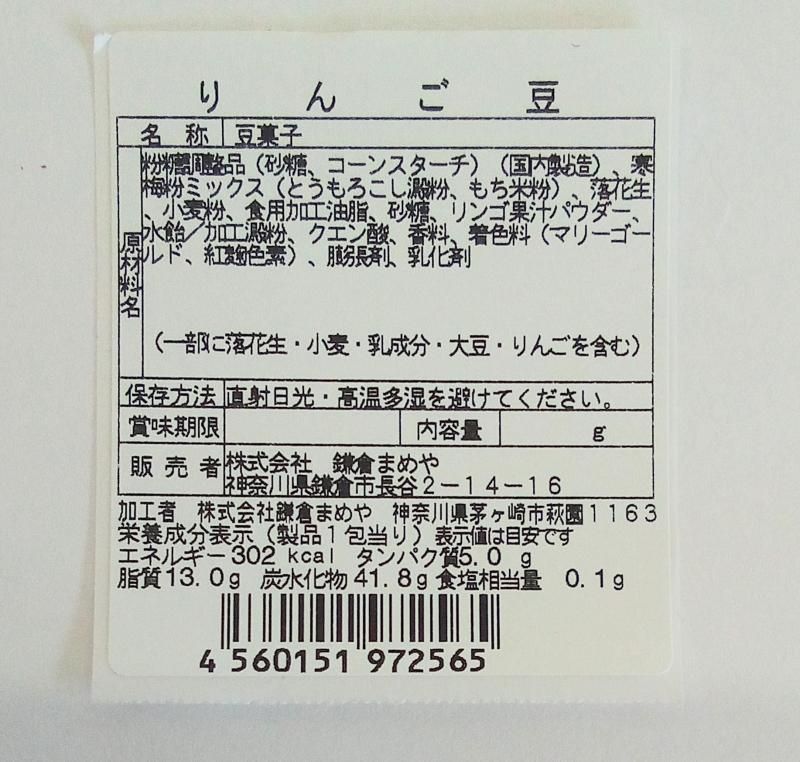 りんご豆
名称 豆菓子
原材料名
粉糖調整品（砂糖、コーンスターチ）（国内製造）、寒
梅粉ミックス（とうもろこし澱粉、もち米粉）、落花生
、小麦粉、食用加工油脂、砂糖、リンゴ果汁パウダー、
水飴／加工澱粉、クエン酸、香料、着色料（マリーゴー
ルド、紅麹色素）、膨張剤、乳化剤
（一部に落花生・小麦・乳成分・大豆・りんごを含む）
保存方法 直射日光・高温多湿を避けてください。
賞味期限 内容量 g
販売者 株式会社 鎌倉まめや
神奈川県鎌倉市長谷2－14－16
加工者 株式会社鎌倉まめや 神奈川県茅ヶ崎市萩園1163
栄養成分表示（製品1包当り）表示値は目安です
エネルギー302 kcal タンパク質5.0 g
脂質13.0g 炭水化物41.8g 食塩相当量 0.1g
4 560151 972565